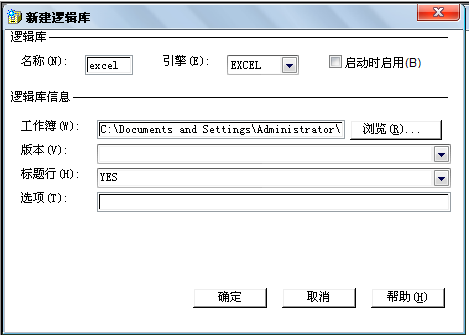 新建逻辑库
逻辑库
名称(N): excel 引擎(E): EXCEL 启动时启用(B)
逻辑库信息
工作簿(W): C:\Documents and Settings\Administrator\ 浏览(R)...
版本(V):
标题行(H): YES
选项(T):
确定 取消 帮助(H)